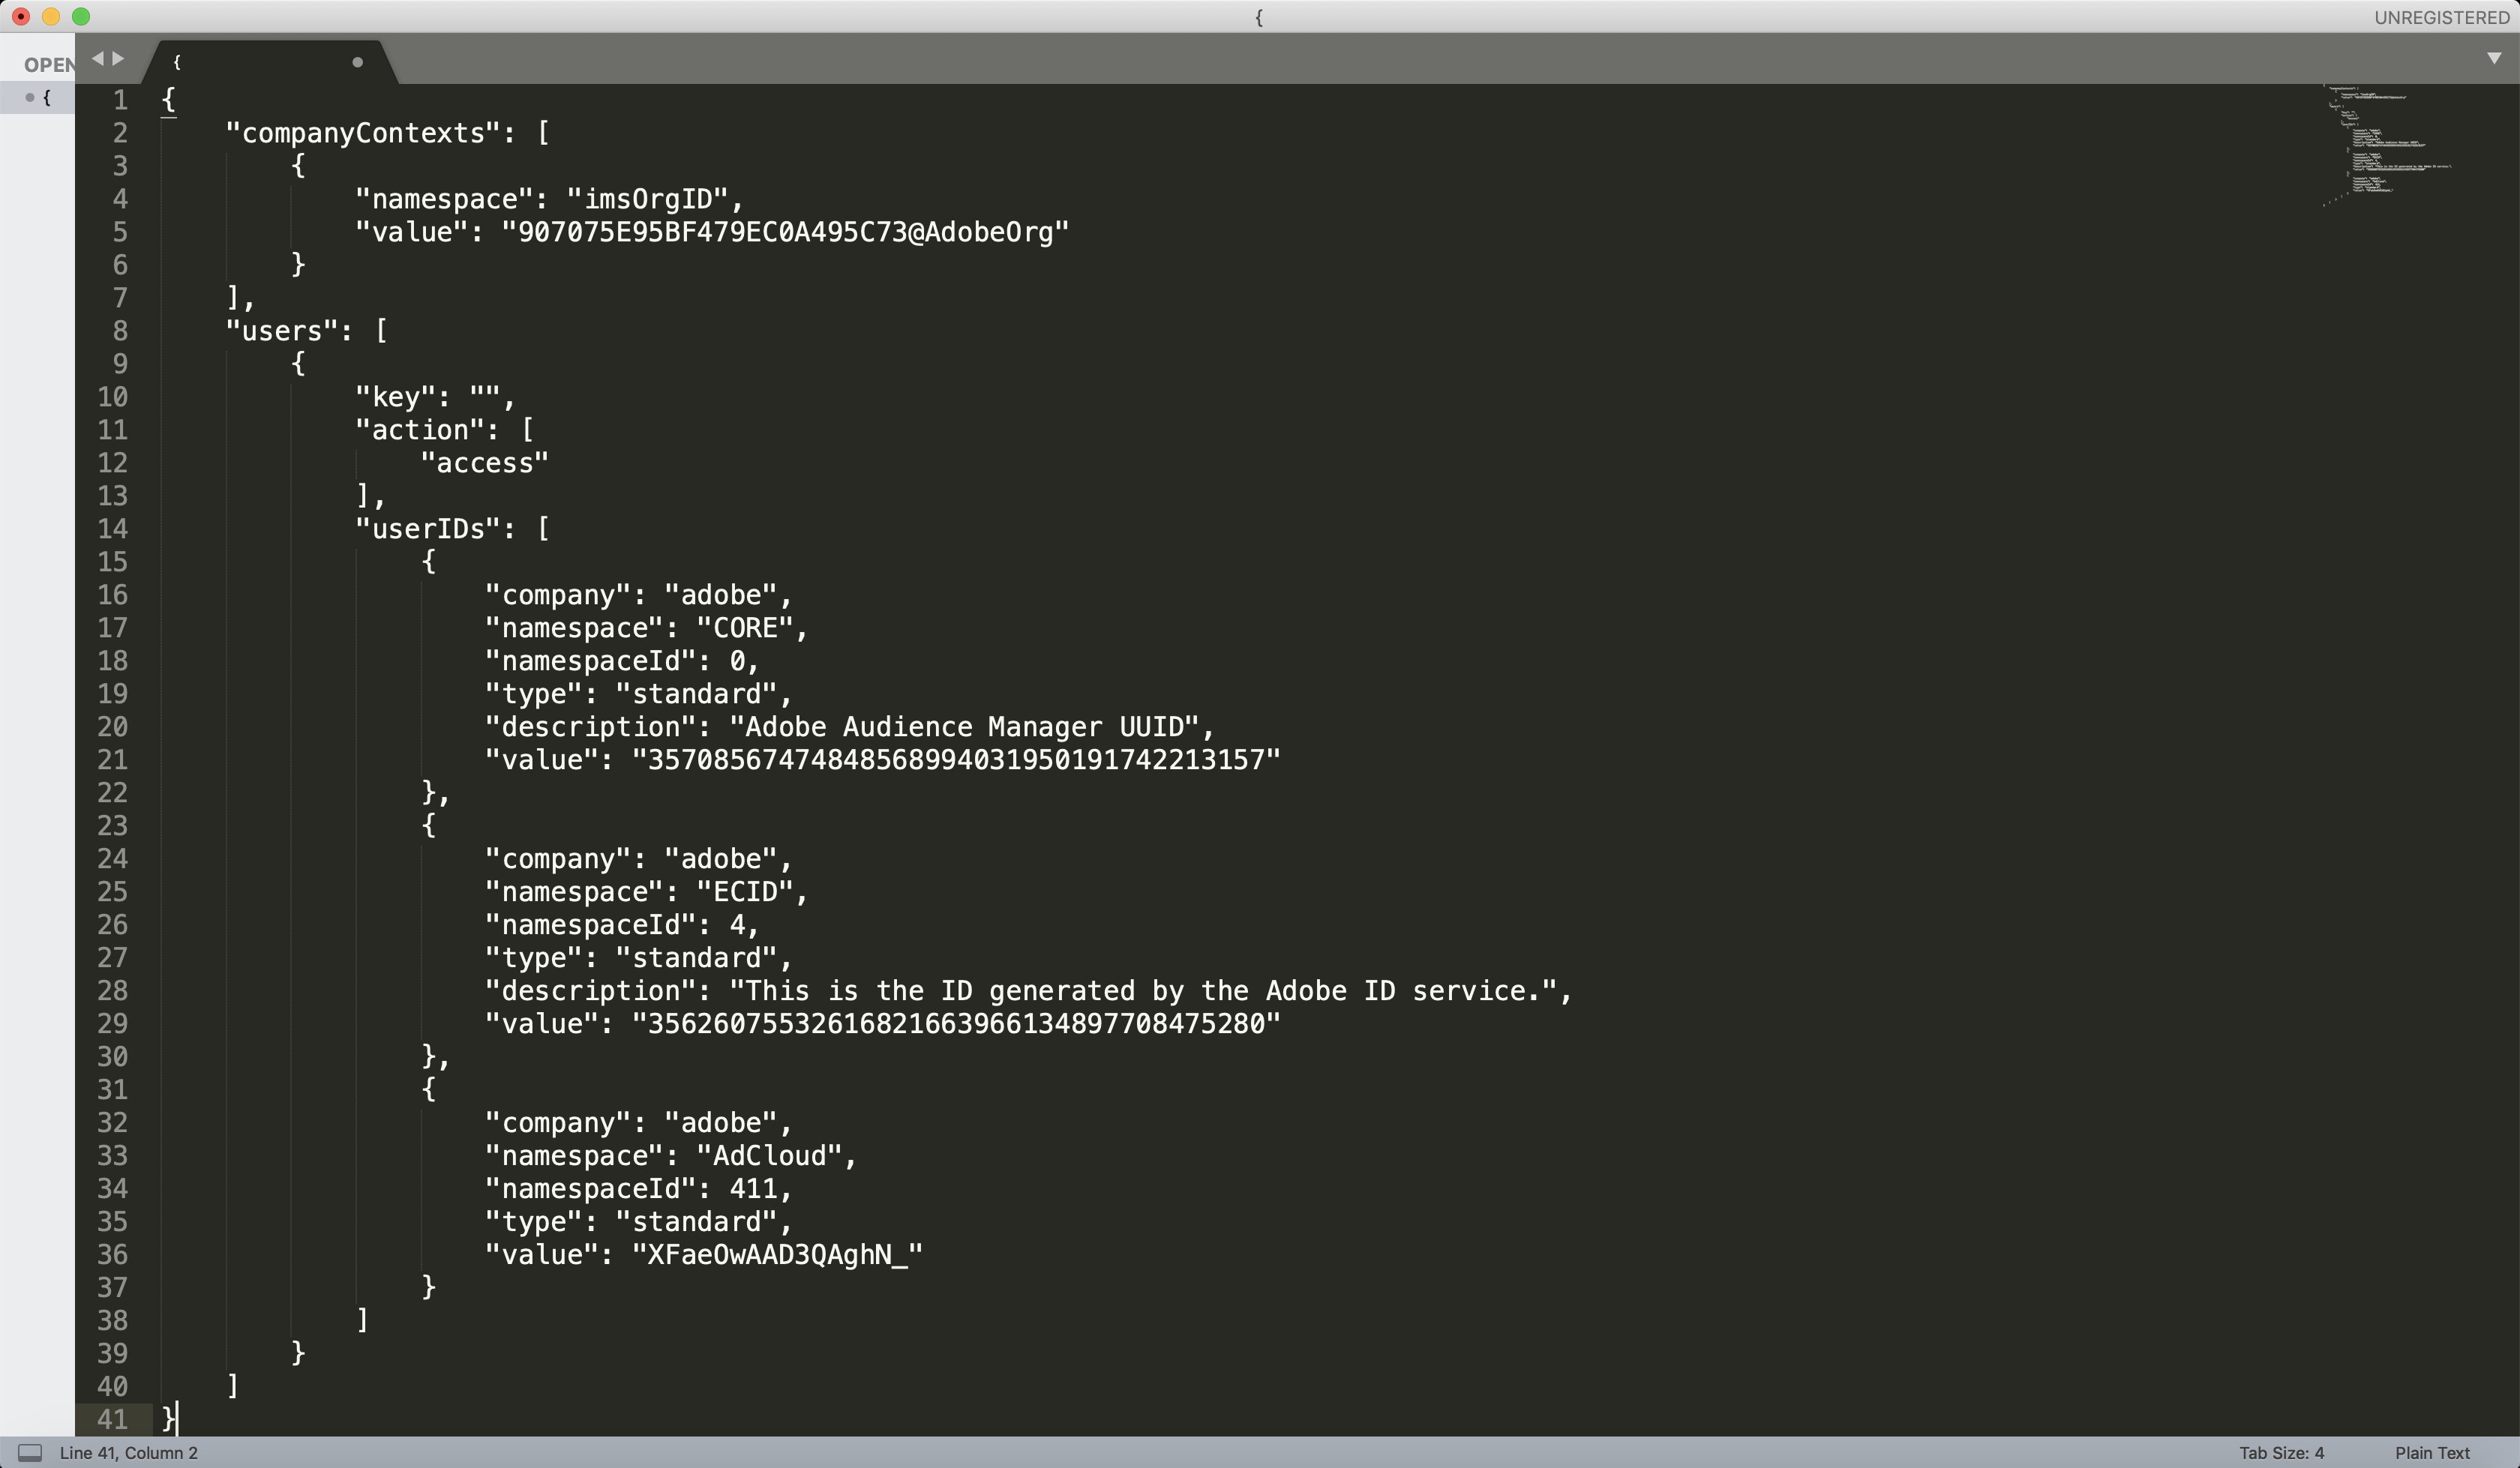 {
UNREGISTERED
OPEN
{
{
1 {
2     "companyContexts": [
3         {
4             "namespace": "imsOrgID",
5             "value": "907075E95BF479EC0A495C73@AdobeOrg"
6         }
7     ],
8     "users": [
9         {
10             "key": "",
11             "action": [
12                 "access"
13             ],
14             "userIDs": [
15                 {
16                     "company": "adobe",
17                     "namespace": "CORE",
18                     "namespaceId": 0,
19                     "type": "standard",
20                     "description": "Adobe Audience Manager UUID",
21                     "value": "35708567474848568994031950191742213157"
22                 },
23                 {
24                     "company": "adobe",
25                     "namespace": "ECID",
26                     "namespaceId": 4,
27                     "type": "standard",
28                     "description": "This is the ID generated by the Adobe ID service.",
29                     "value": "35626075532616821663966134897708475280"
30                 },
31                 {
32                     "company": "adobe",
33                     "namespace": "AdCloud",
34                     "namespaceId": 411,
35                     "type": "standard",
36                     "value": "XFaeOwAAD3QAghN_"
37                 }
38             ]
39         }
40     ]
41 }
Line 41, Column 2
Tab Size: 4
Plain Text